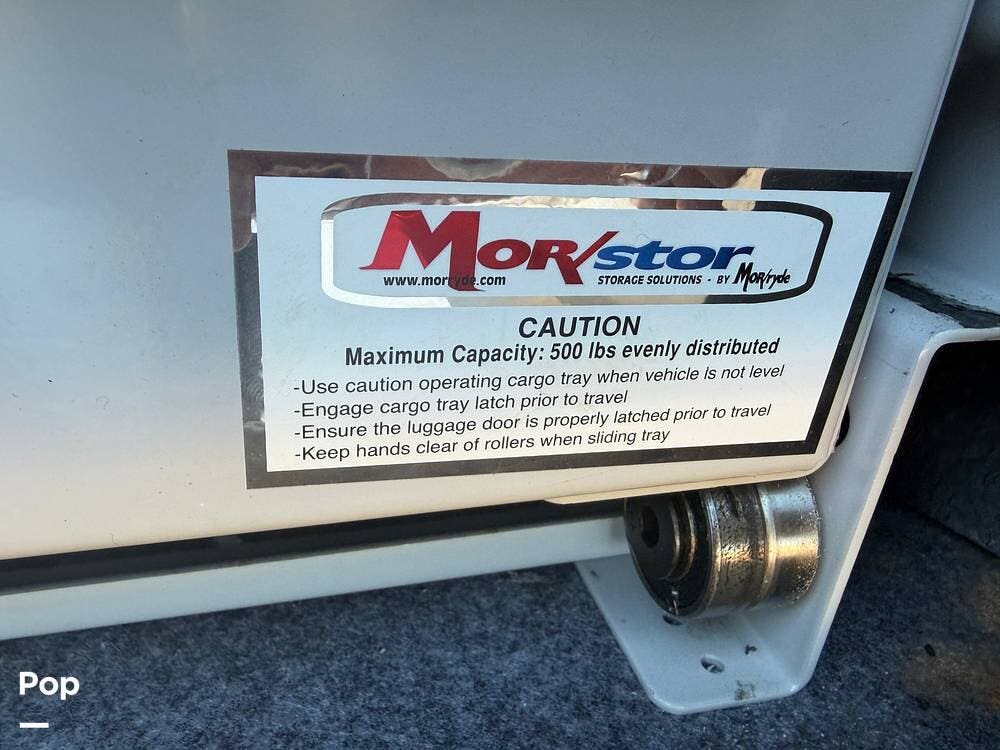 MOR/stor
www.morryde.com STORAGE SOLUTIONS - BY MOR/ryde
CAUTION
Maximum Capacity: 500 lbs evenly distributed
-Use caution operating cargo tray when vehicle is not level
-Engage cargo tray latch prior to travel
-Ensure the luggage door is properly latched prior to travel
-Keep hands clear of rollers when sliding tray
Pop